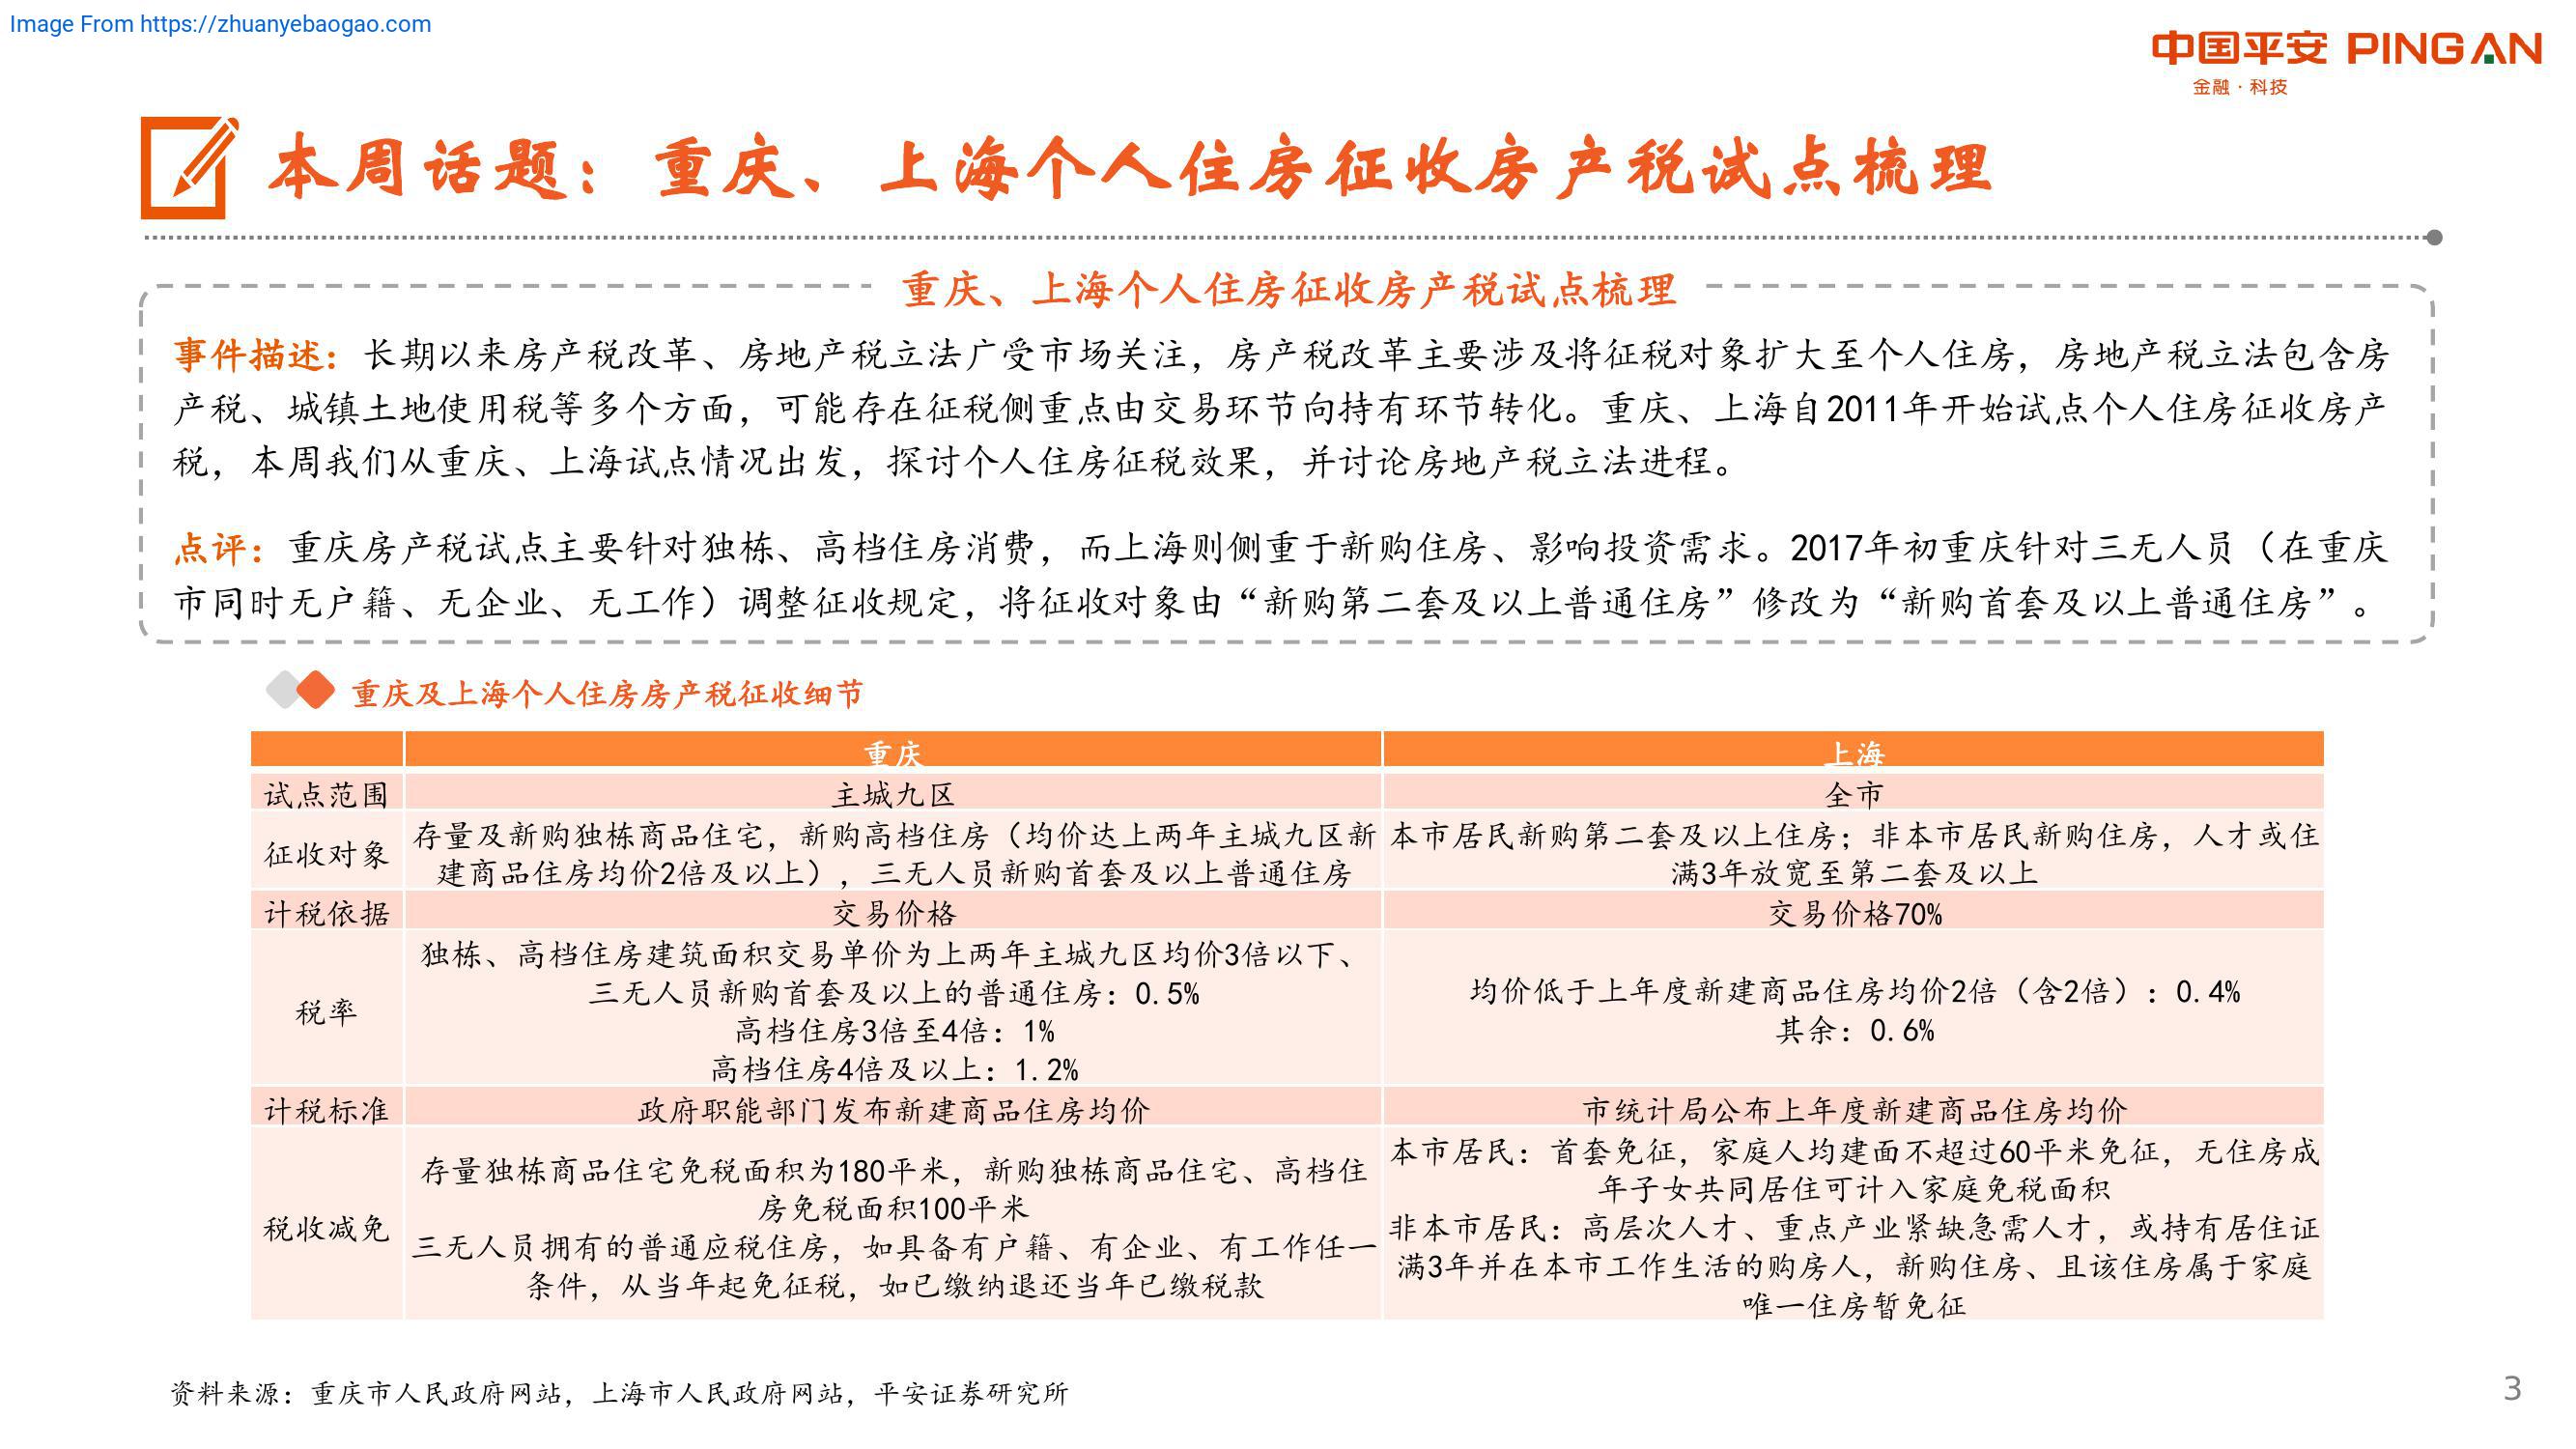 Image From https://zhuanyebaogao.com
中国平安 PINGAN
金融·科技
本周话题：重庆、上海个人住房征收房产税试点梳理
重庆、上海个人住房征收房产税试点梳理
事件描述：长期以来房产税改革、房地产税立法广受市场关注，房产税改革主要涉及将征税对象扩大至个人住房，房地产税立法包含房
产税、城镇土地使用税等多个方面，可能存在征税侧重点由交易环节向持有环节转化。重庆、上海自2011年开始试点个人住房征收房产
税，本周我们从重庆、上海试点情况出发，探讨个人住房征税效果，并讨论房地产税立法进程。
点评：重庆房产税试点主要针对独栋、高档住房消费，而上海则侧重于新购住房、影响投资需求。2017年初重庆针对三无人员（在重庆
市同时无户籍、无企业、无工作）调整征收规定，将征收对象由“新购第二套及以上普通住房”修改为“新购首套及以上普通住房”。
重庆及上海个人住房房产税征收细节
重庆 上海
试点范围 主城九区 全市
征收对象
存量及新购独栋商品住宅，新购高档住房（均价达上两年主城九区新
建商品住房均价2倍及以上），三无人员新购首套及以上普通住房
本市居民新购第二套及以上住房；非本市居民新购住房，人才或住
满3年放宽至第二套及以上
计税依据 交易价格 交易价格70%
税率
独栋、高档住房建筑面积交易单价为上两年主城九区均价3倍以下、
三无人员新购首套及以上的普通住房：0.5%
高档住房3倍至4倍：1%
高档住房4倍及以上：1.2%
均价低于上年度新建商品住房均价2倍（含2倍）：0.4%
其余：0.6%
计税标准 政府职能部门发布新建商品住房均价 市统计局公布上年度新建商品住房均价
税收减免
存量独栋商品住宅免税面积为180平米，新购独栋商品住宅、高档住
房免税面积100平米
三无人员拥有的普通应税住房，如具备有户籍、有企业、有工作任一
条件，从当年起免征税，如已缴纳退还当年已缴税款
本市居民：首套免征，家庭人均建面不超过60平米免征，无住房成
年子女共同居住可计入家庭免税面积
非本市居民：高层次人才、重点产业紧缺急需人才，或持有居住证
满3年并在本市工作生活的购房人，新购住房、且该住房属于家庭
唯一住房暂免征
资料来源：重庆市人民政府网站，上海市人民政府网站，平安证券研究所
3